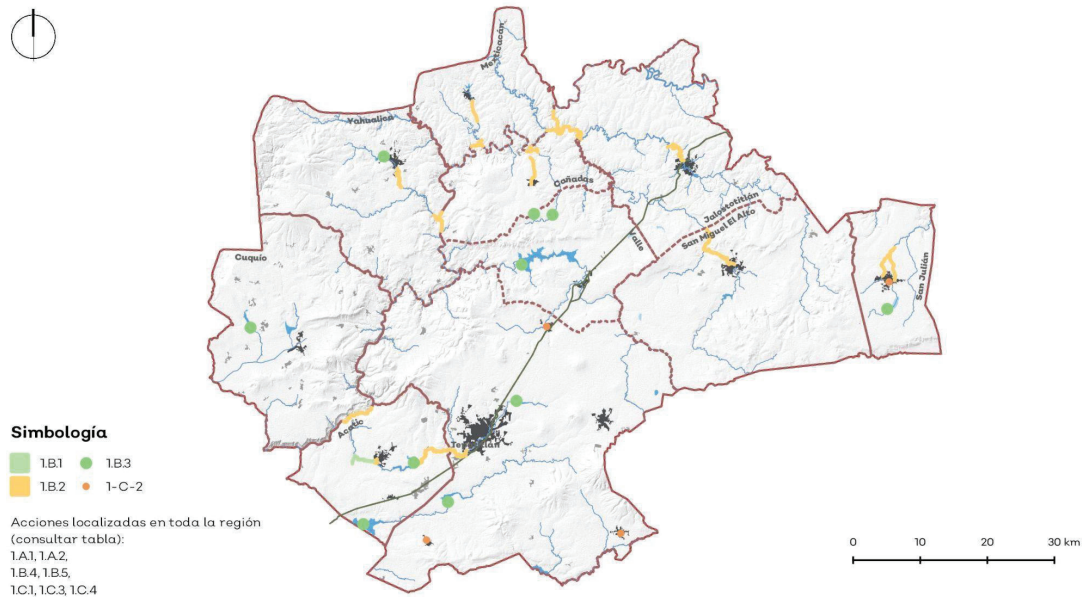 Mexticacán
Yahualica
Cañadas
Jalostotitlán
San Miguel El Alto
Valle
San Julián
Cuquío
Acatic
Simbología
1.B.1 1.B.3
1.B.2 1-C-2
Acciones localizadas en toda la región
(consultar tabla):
1.A.1, 1.A.2,
1.B.4, 1.B.5,
1.C.1, 1.C.3, 1.C.4
0 10 20 30 km